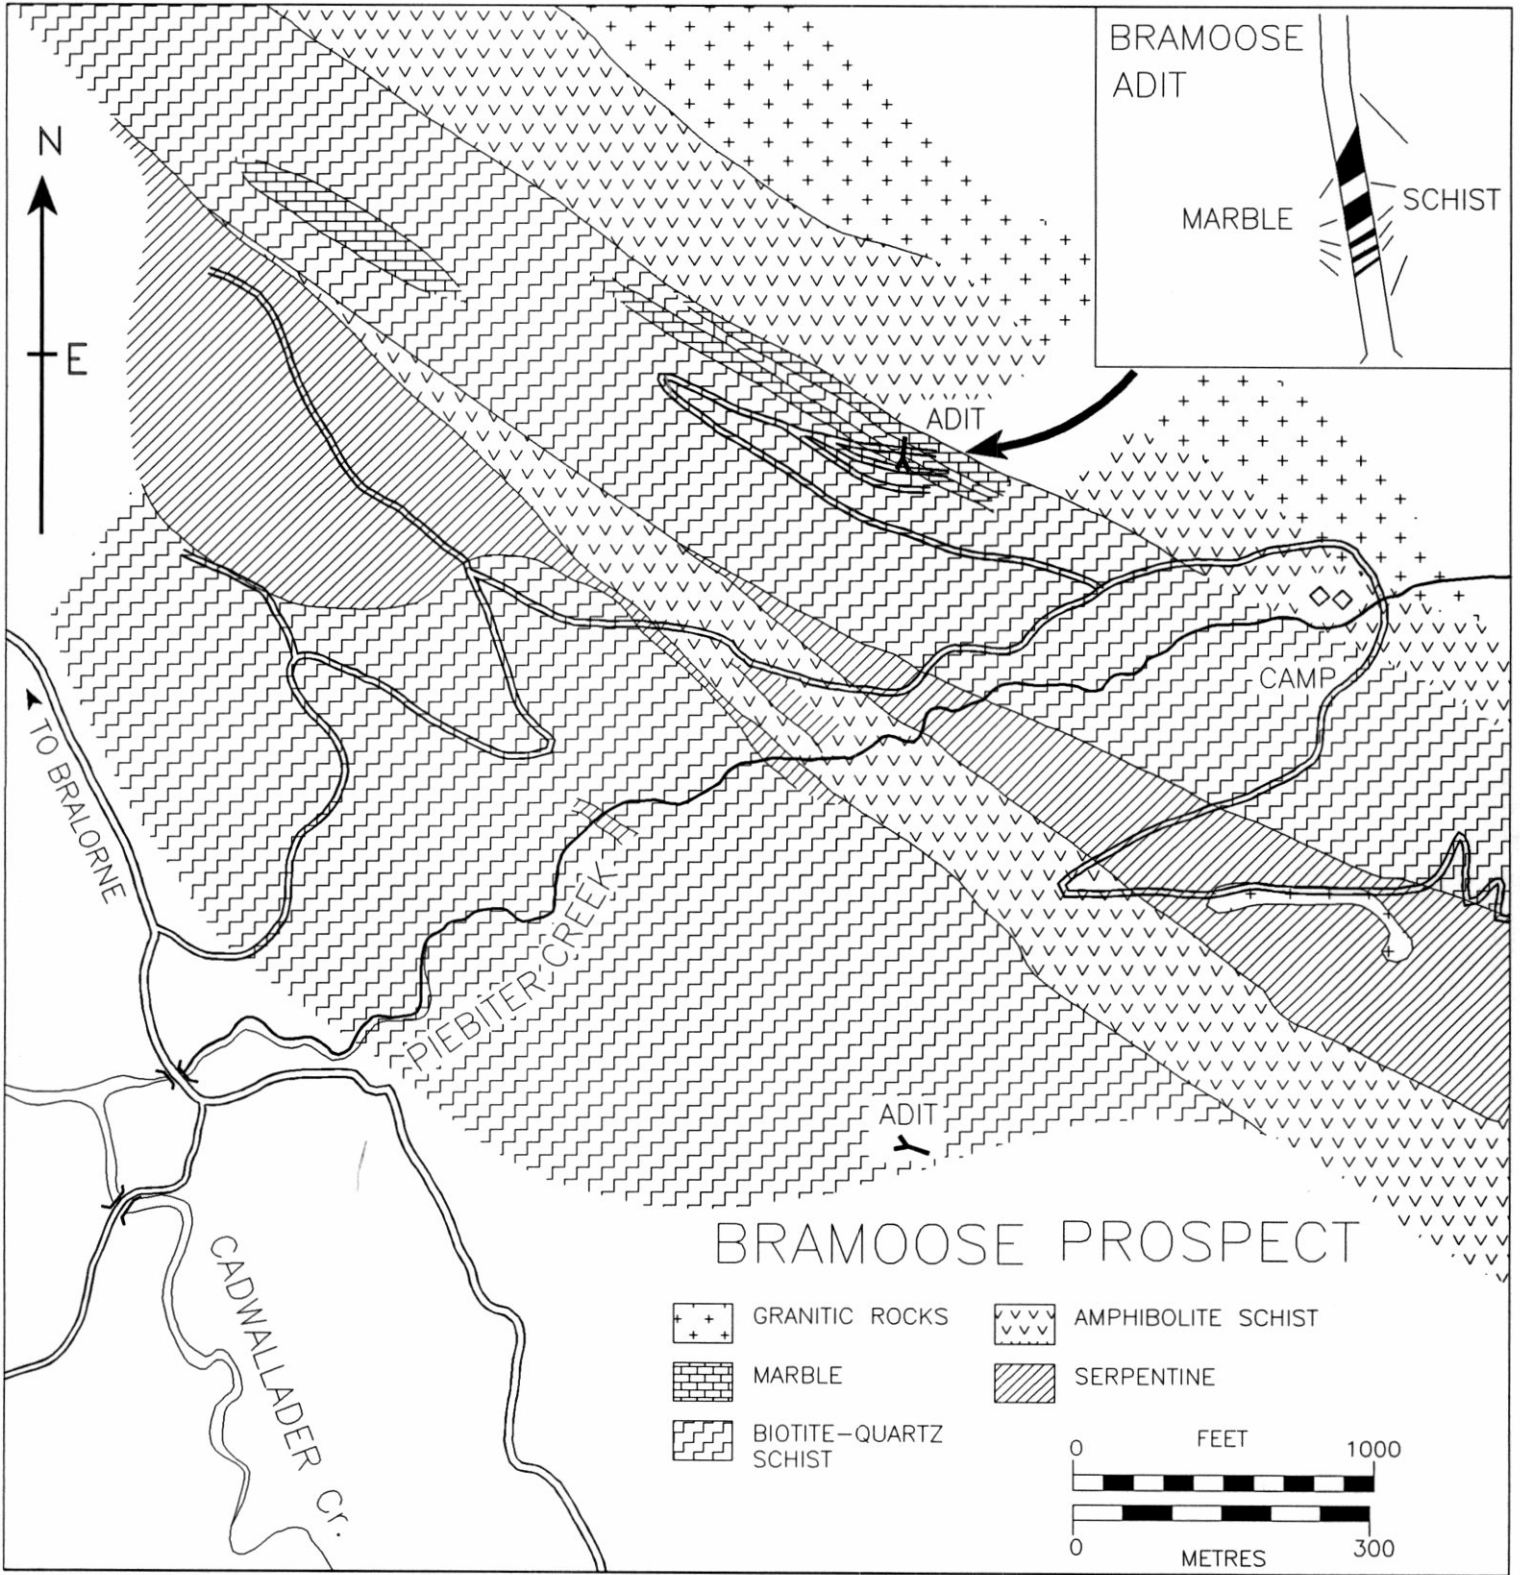 BRAMOOSE
ADIT
MARBLE
SCHIST
N
E
ADIT
CAMP
TO BRALORNE
PIEBITER CREEK
ADIT
CADWALLADER Cr.
BRAMOOSE PROSPECT
GRANITIC ROCKS
AMPHIBOLITE SCHIST
MARBLE
SERPENTINE
BIOTITE-QUARTZ
SCHIST
0 FEET 1000
0 METRES 300